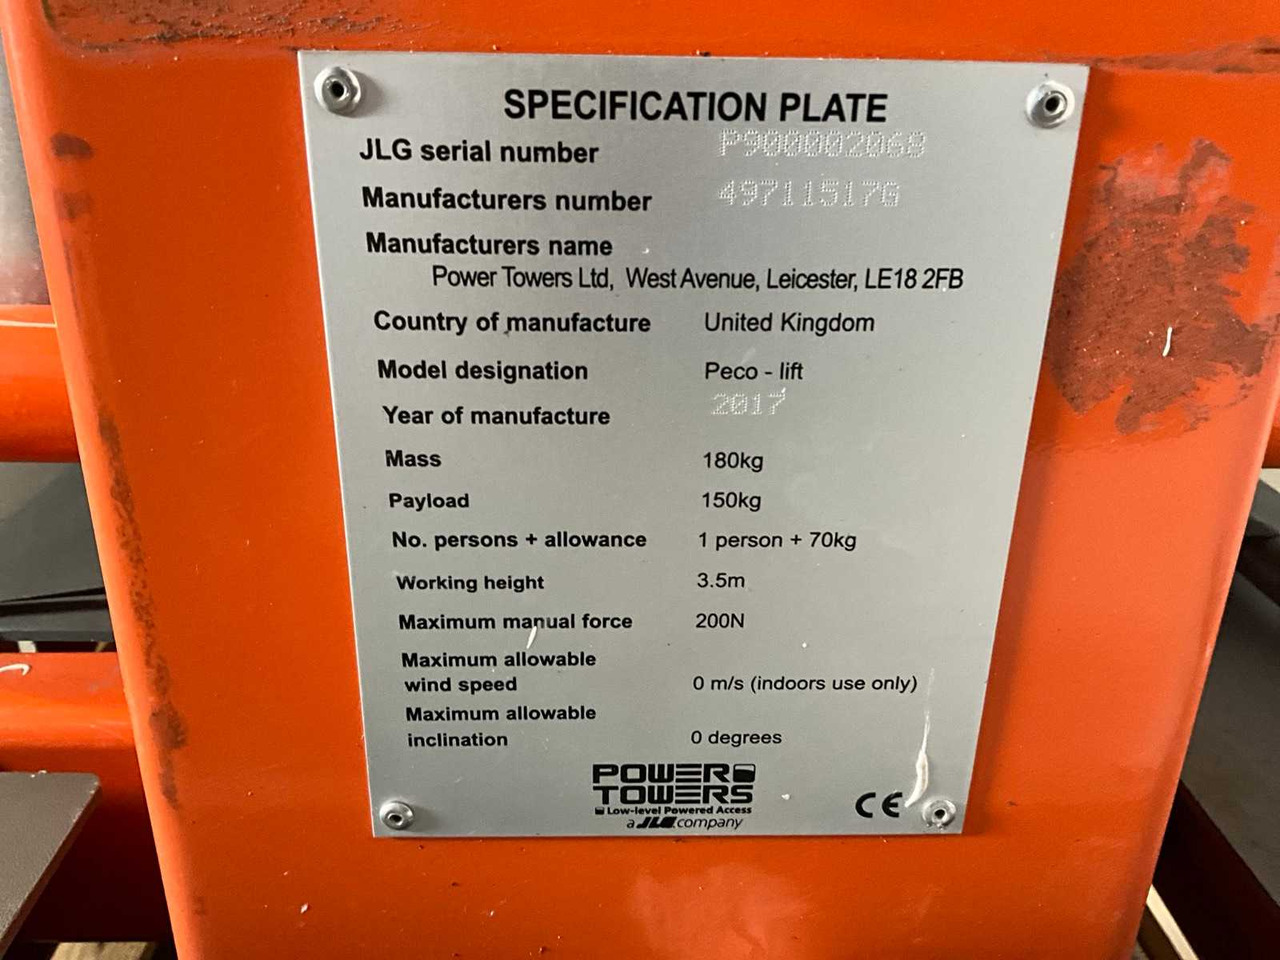 SPECIFICATION PLATE
JLG serial number P900002068
Manufacturers number 49711517G
Manufacturers name
Power Towers Ltd, West Avenue, Leicester, LE18 2FB
Country of manufacture United Kingdom
Model designation Peco - lift
Year of manufacture 2017
Mass 180kg
Payload 150kg
No. persons + allowance 1 person + 70kg
Working height 3.5m
Maximum manual force 200N
Maximum allowable
wind speed 0 m/s (indoors use only)
Maximum allowable
inclination 0 degrees
POWER
TOWERS
Low-level Powered Access
a JLG company
CE